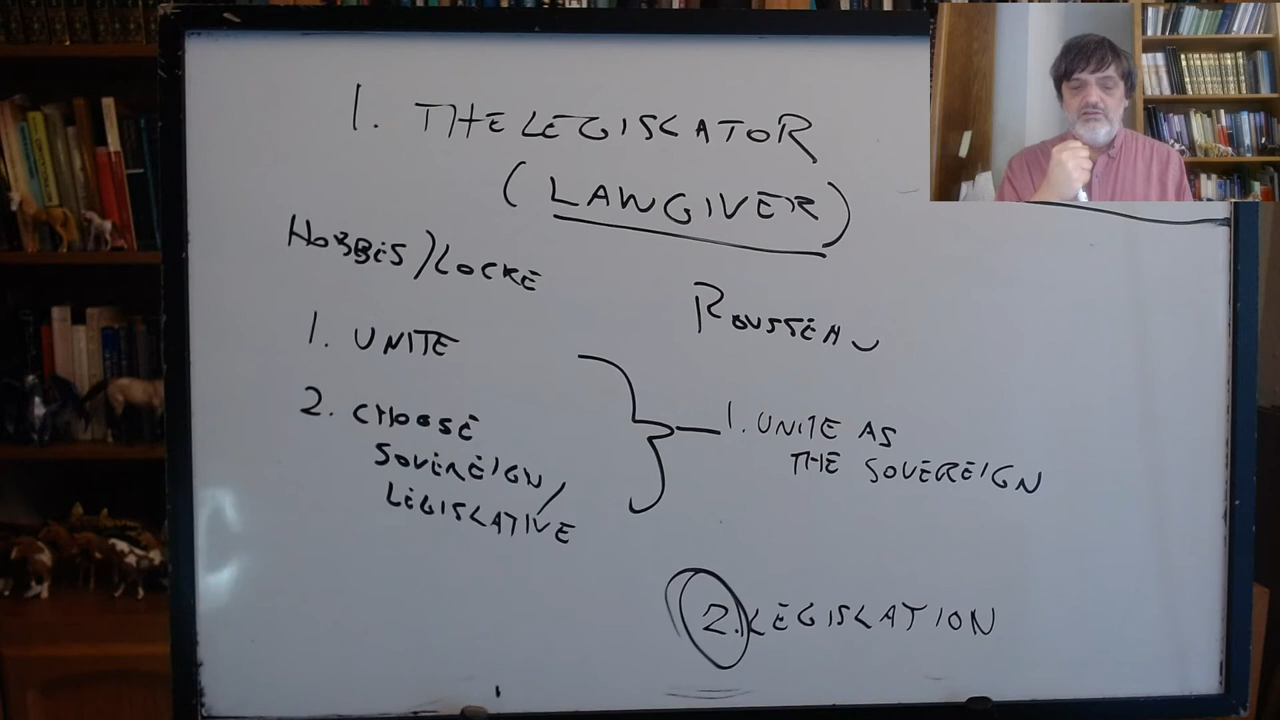 1. THE LEGISLATOR
(LAWGIVER)
HOBBES/LOCKE
1. UNITE
2. CHOOSE
SOVEREIGN/
LEGISLATIVE
ROUSSEAU
1. UNITE AS
THE SOVEREIGN
2. LEGISLATION